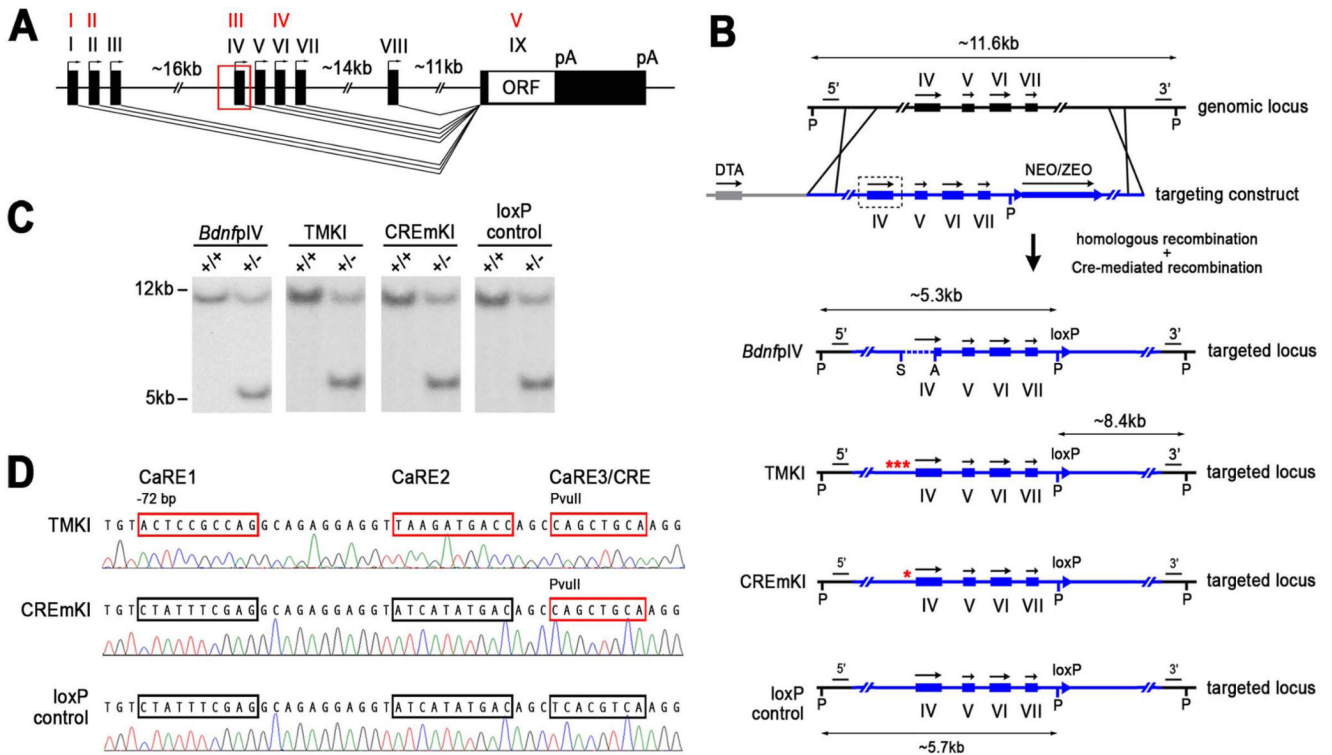 A
I II III IV V
I II III IV V VI VII VIII IX
~16kb ~14kb ~11kb
ORF
pA pA
B
~11.6kb
5' IV V VI VII 3'
genomic locus
P P
DTA NEO/ZEO
targeting construct
IV V VI VII P
homologous recombination
+
Cre-mediated recombination
~5.3kb
5' loxP 3'
BdnfpIV targeted locus
P S A P P
IV V VI VII
~8.4kb
5' *** loxP 3'
TMKI targeted locus
P IV V VI VII P P
5' * loxP 3'
CREmKI targeted locus
P IV V VI VII P P
5' loxP 3'
loxP
control
targeted locus
P IV V VI VII P P
~5.7kb
C
BdnfpIV TMKI CREmKI loxP
control
+/+ +/- +/+ +/- +/+ +/- +/+ +/-
12kb
5kb
D
CaRE1 CaRE2 CaRE3/CRE
-72 bp PvuII
TMKI TGTACTCCGCCAGGCAGAGGAGGTTAAGATGACCAGCCAGCTGCAAGG
PvuII
CREmKI TGTCTATTTCGAGGCAGAGGAGGTATCATATGACAGCCAGCTGCAAGG
loxP
control
TGTCTATTTCGAGGCAGAGGAGGTATCATATGACAGCTCACGTCAAGG